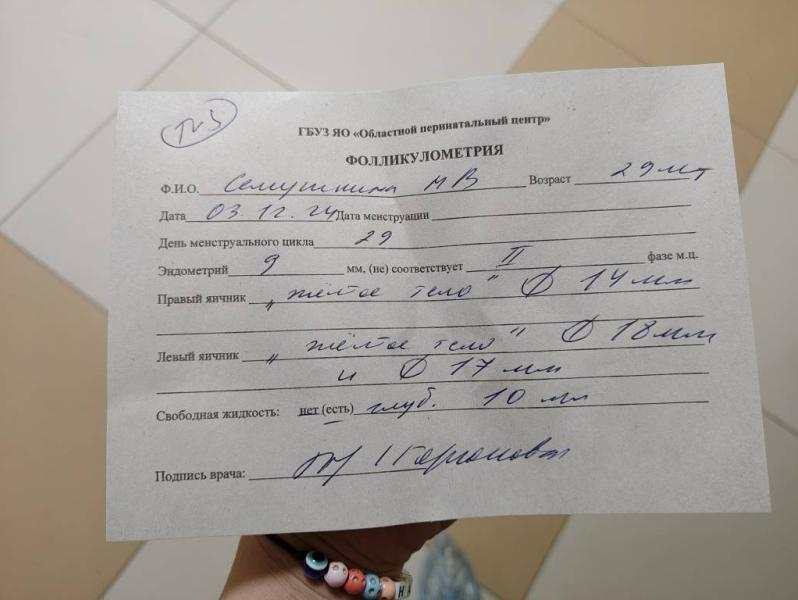 TVS
ГБУЗ ЯО «Областной перинатальный центр»
ФОЛЛИКУЛОМЕТРИЯ
Ф.И.О. МВ Возраст 29
Дата 03.12.24 Дата менструации
День менструального цикла 29
Эндометрий 9 мм, (не) соответствует II фазе м.ц.
Правый яичник „жёлтое тело" Ø 14 мм
Левый яичник „жёлтое тело" Ø 18 мм
и Ø 17 мм
Свободная жидкость: нет (есть) глуб. 10 мм
Подпись врача:
Н